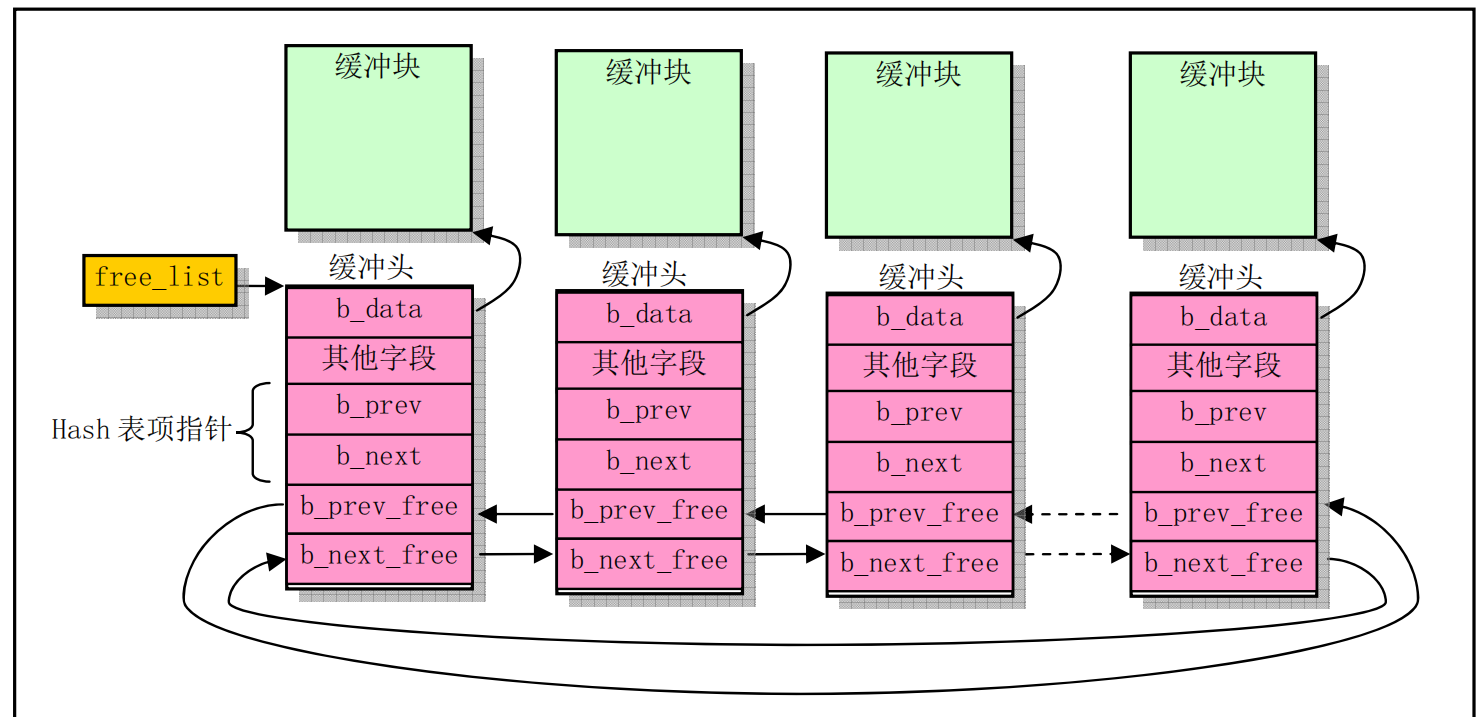 缓冲块
缓冲块
缓冲块
缓冲块
free_list
缓冲头
缓冲头
缓冲头
缓冲头
b_data
b_data
b_data
b_data
其他字段
其他字段
其他字段
其他字段
Hash 表项指针
b_prev
b_prev
b_prev
b_prev
b_next
b_next
b_next
b_next
b_prev_free
b_prev_free
b_prev_free
b_prev_free
b_next_free
b_next_free
b_next_free
b_next_free